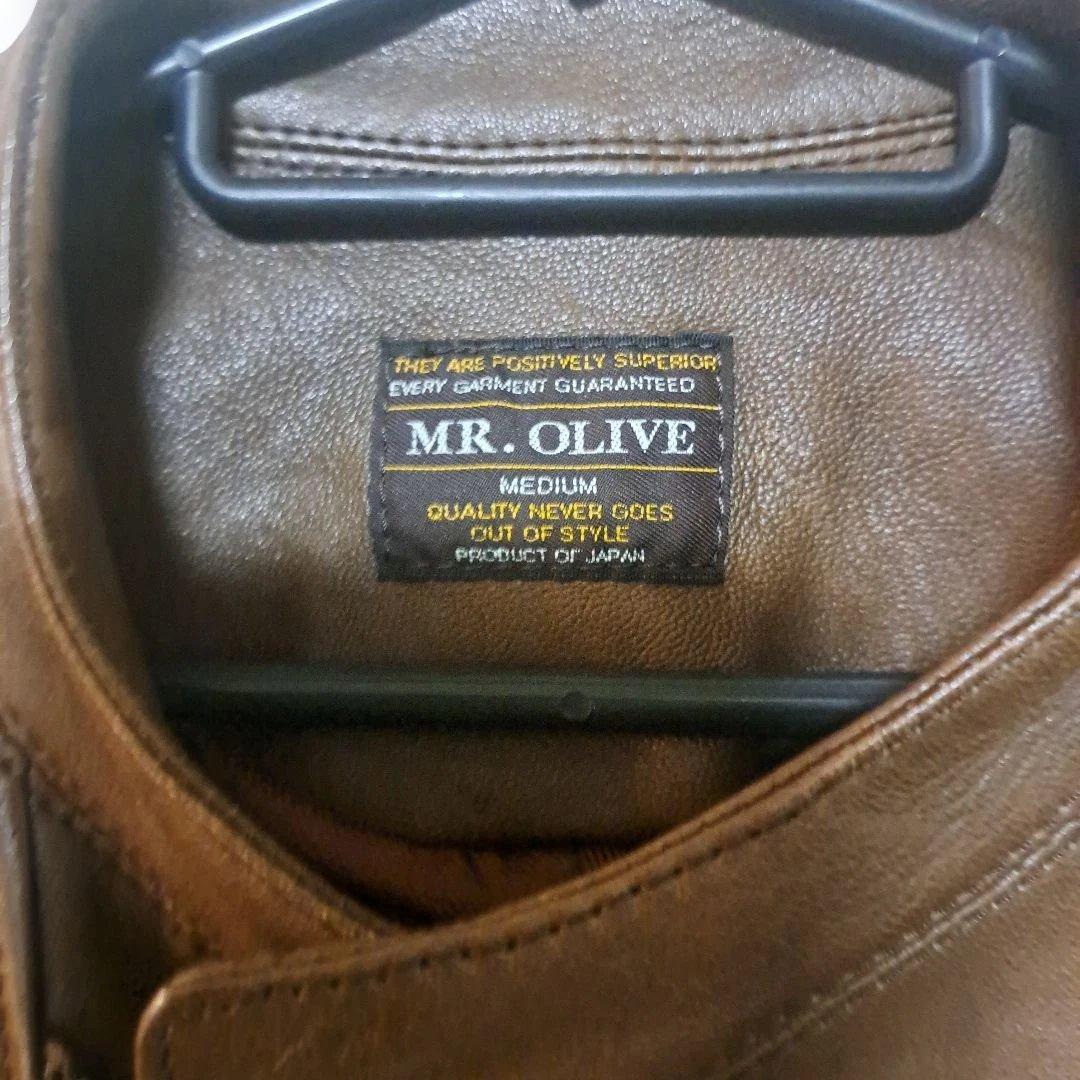 THEY ARE POSITIVELY SUPERIOR
EVERY GARMENT GUARANTEED
MR. OLIVE
MEDIUM
QUALITY NEVER GOES
OUT OF STYLE
PRODUCT OF JAPAN